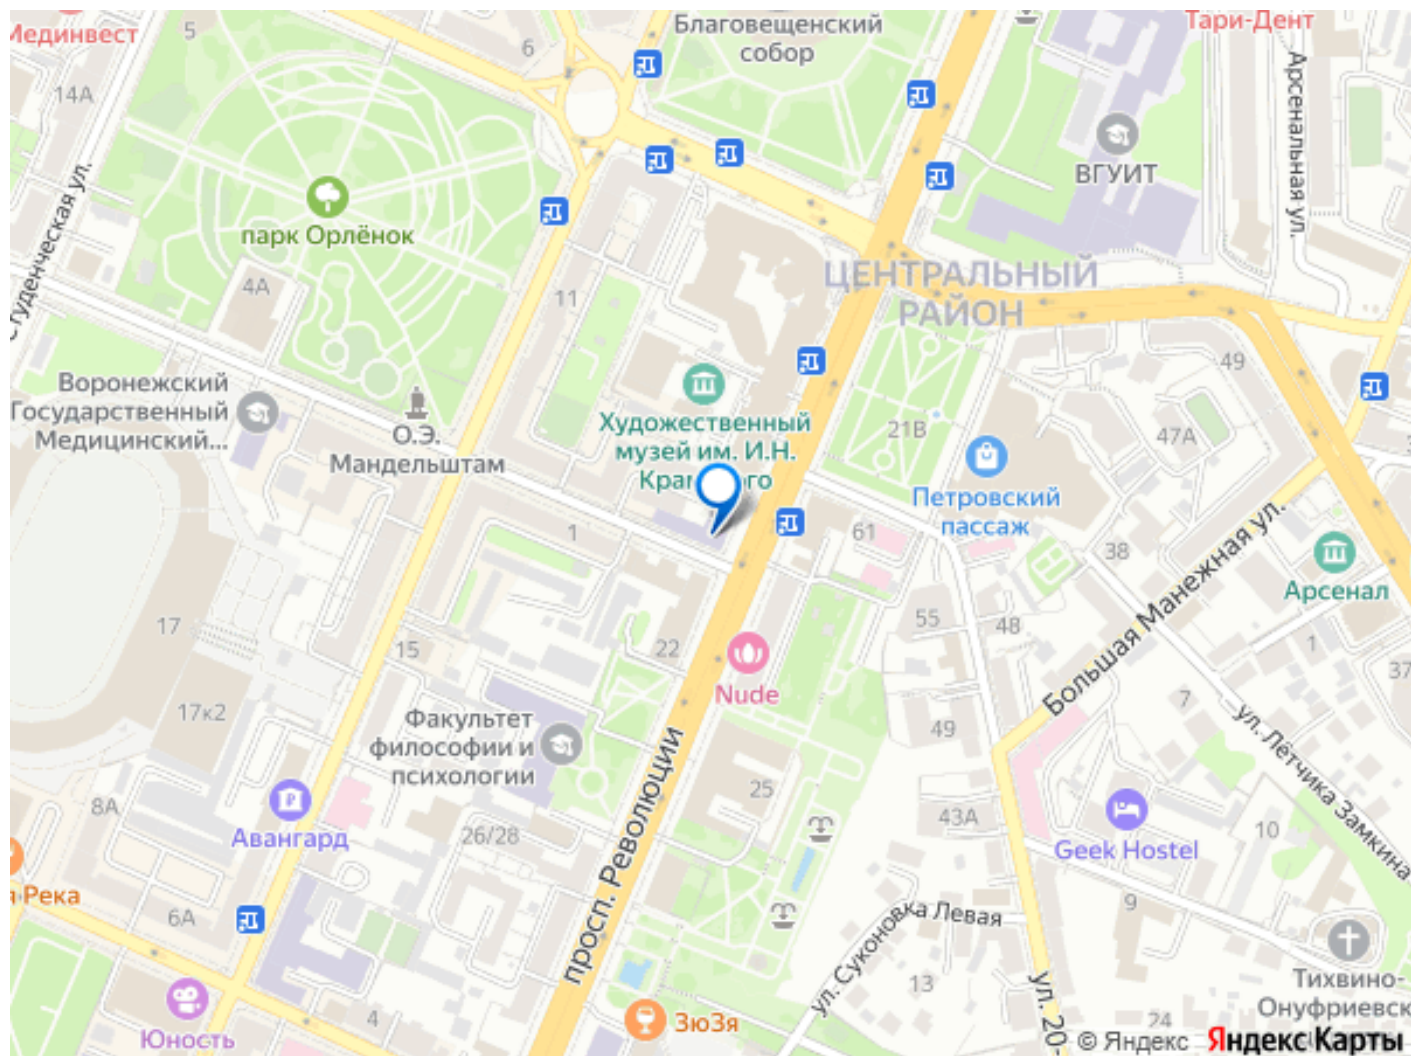 Мединвест
5
6
Благовещенский
собор
Тари-Дент
14А
Арсенальная ул.
ВГУИТ
Студенческая ул.
парк Орлёнок
4А
11
ЦЕНТРАЛЬНЫЙ
РАЙОН
49
Воронежский
Государственный
Медицинский...
Художественный
музей им. И.Н.
О.Э.
Мандельштам
21В
47А
Петровский
пассаж
1
61
38
Арсенал
Большая Манежная ул.
17
15
22
55
48
1
37
Nude
7
17к2
Факультет
философии и
психологии
49
ул. Лётчика Замкина
просп. Революции
25
8А
Авангард
26/28
43А
Geek Hostel
10
Река
6А
9
ул. Суконовка Левая
13
Тихвино-
Онуфриевск
Юность
4
ЗюЗя
ул. 20-
24
© Яндекс Яндекс Карты